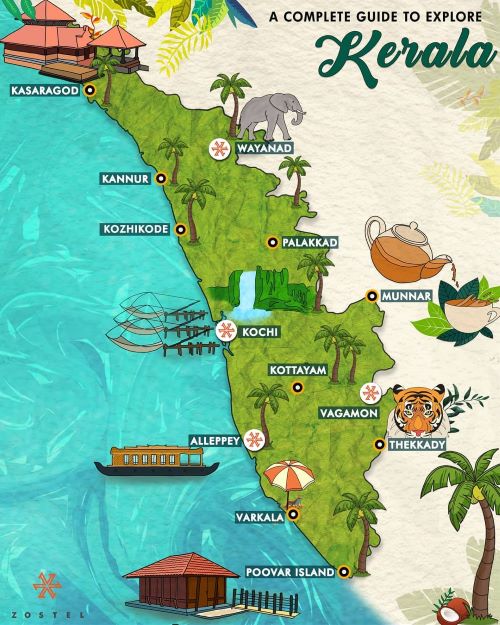 A COMPLETE GUIDE TO EXPLORE
Kerala
KASARAGOD
WAYANAD
KANNUR
KOZHIKODE
PALAKKAD
MUNNAR
KOCHI
KOTTAYAM
VAGAMON
ALLEPPEY
THEKKADY
VARKALA
POOVAR ISLAND
ZOSTEL